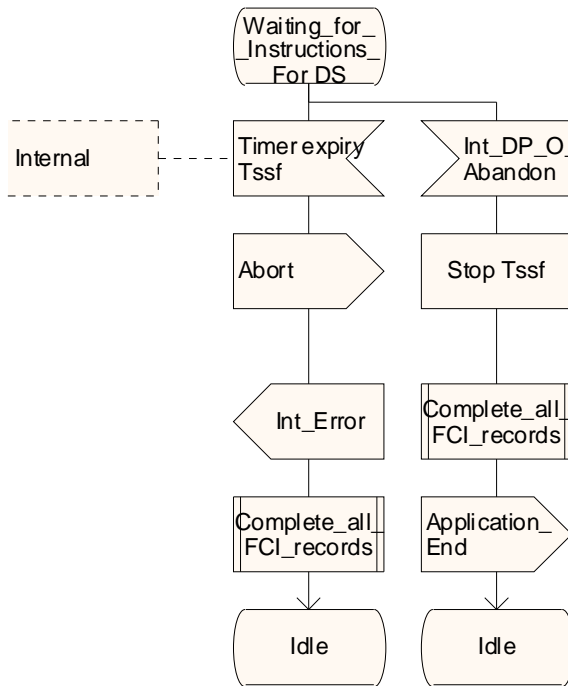 Waiting_for_
_Instructions_
For DS
Internal
Timer expiry
Tssf
Int_DP_O_
Abandon
Abort
Stop Tssf
Int_Error
Complete_all_
FCI_records
Complete_all_
FCI_records
Application_
End
Idle
Idle